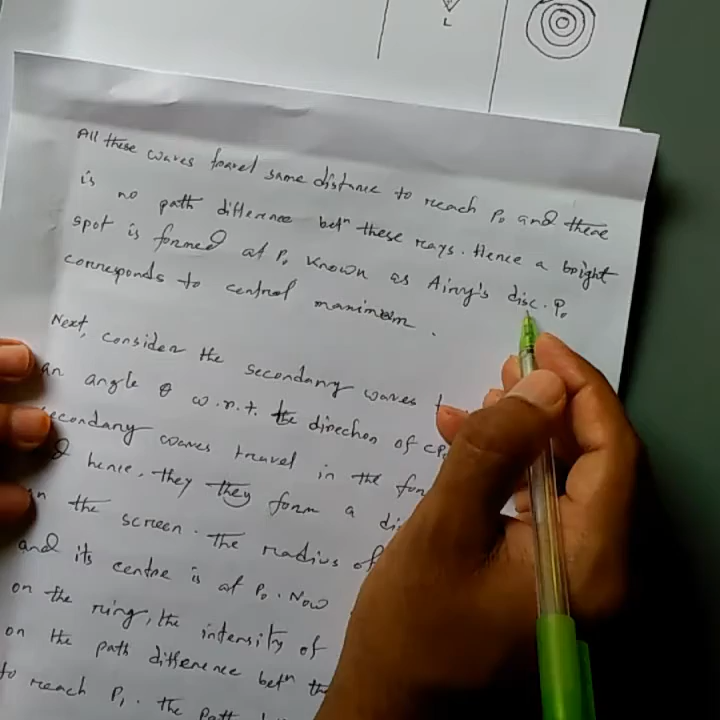 L
All these waves travel same distance to reach P₀ and there
is no path difference betⁿ these rays. Hence a bright
spot is formed at P₀ known as Airy's disc. P₀
corresponds to central maximum.
Next, consider the secondary waves
an angle θ w.r.t. the direction of CP₀
secondary waves travel in the
hence, they they form a
on the screen. The radius of
and its centre is at P₀. Now
on the ring, the intensity of
on the path difference betⁿ the
to reach P₁. The path